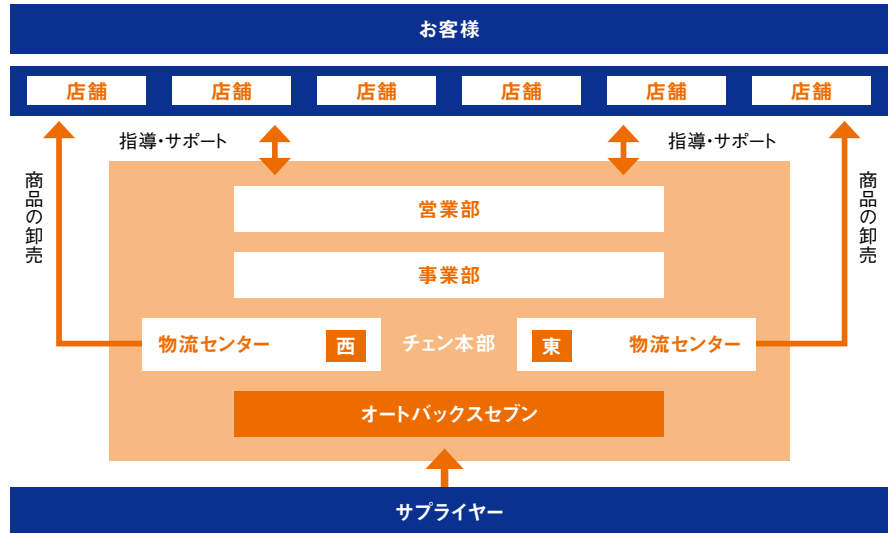 お客様
店舗
店舗
店舗
店舗
店舗
店舗
指導・サポート
指導・サポート
商品の卸売
商品の卸売
営業部
事業部
物流センター
西
チェン本部
東
物流センター
オートバックスセブン
サプライヤー